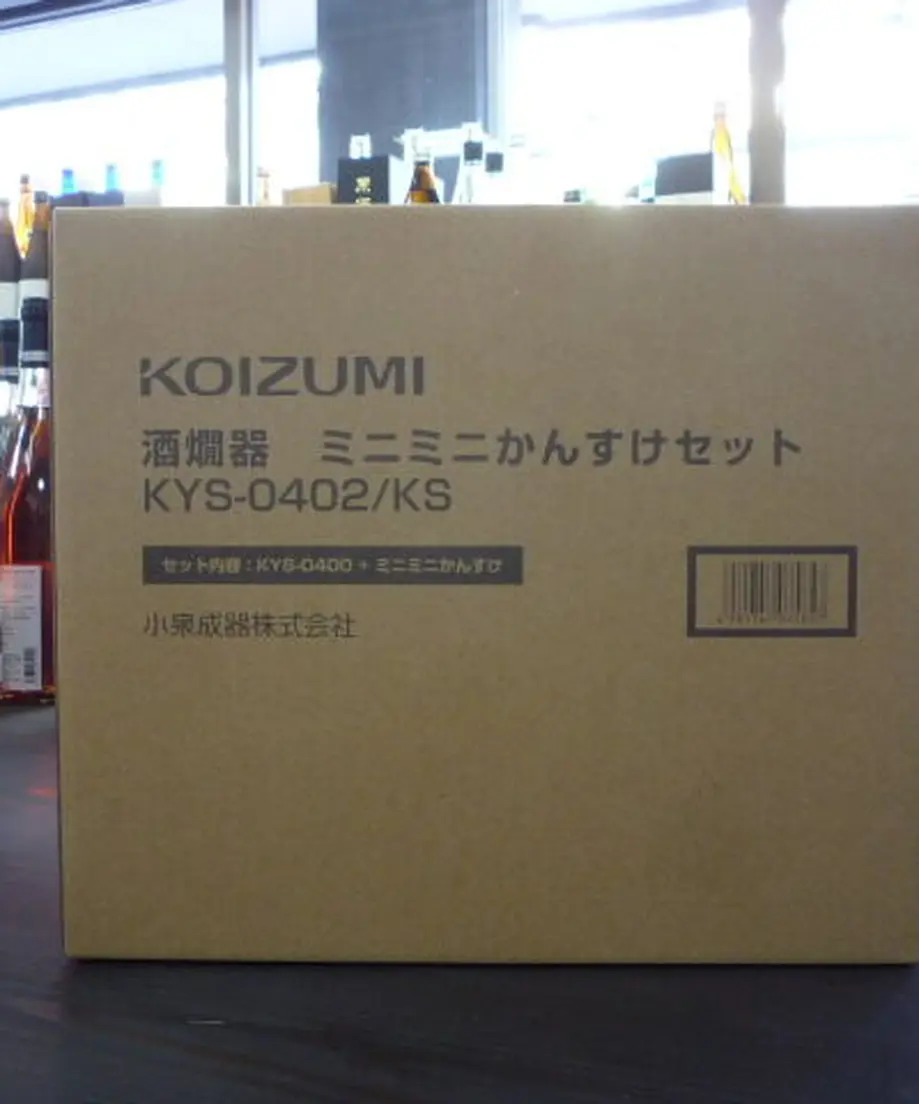 KOIZUMI
酒燗器 ミニミニかんすけセット
KYS-0402/KS
セット内容：KYS-0400 + ミニミニかんすけ
小泉成器株式会社